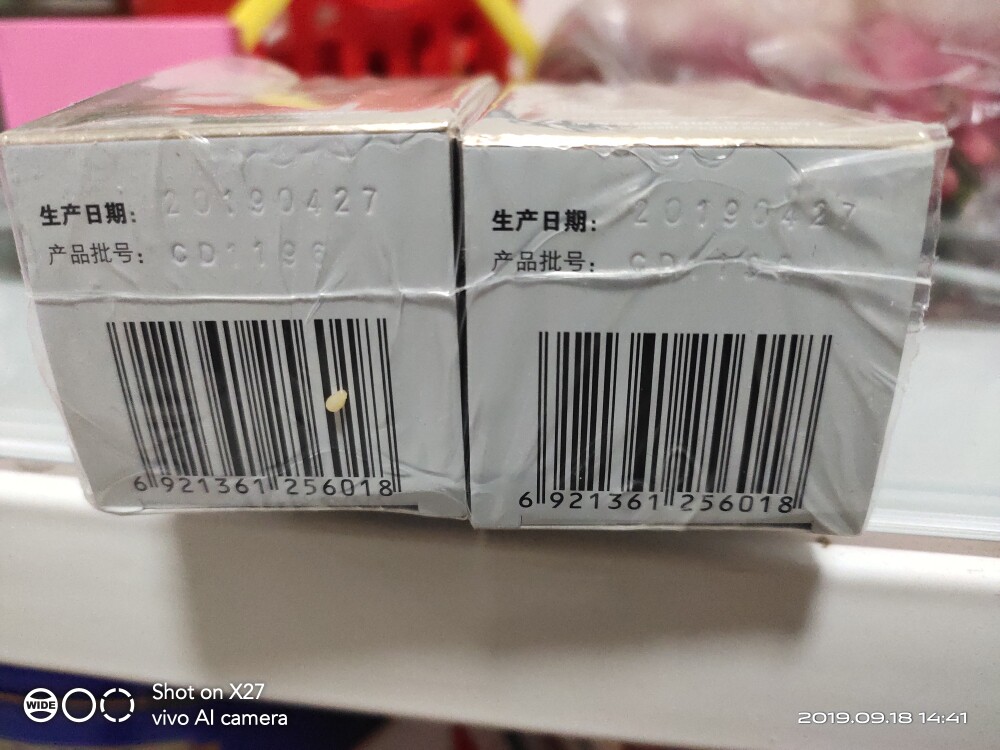 生产日期: 20190427
产品批号: CD1196
6 921361 256018
生产日期: 20190427
产品批号:
6 921361 256018
WIDE
Shot on X27
vivo AI camera
2019.09.18 14:41